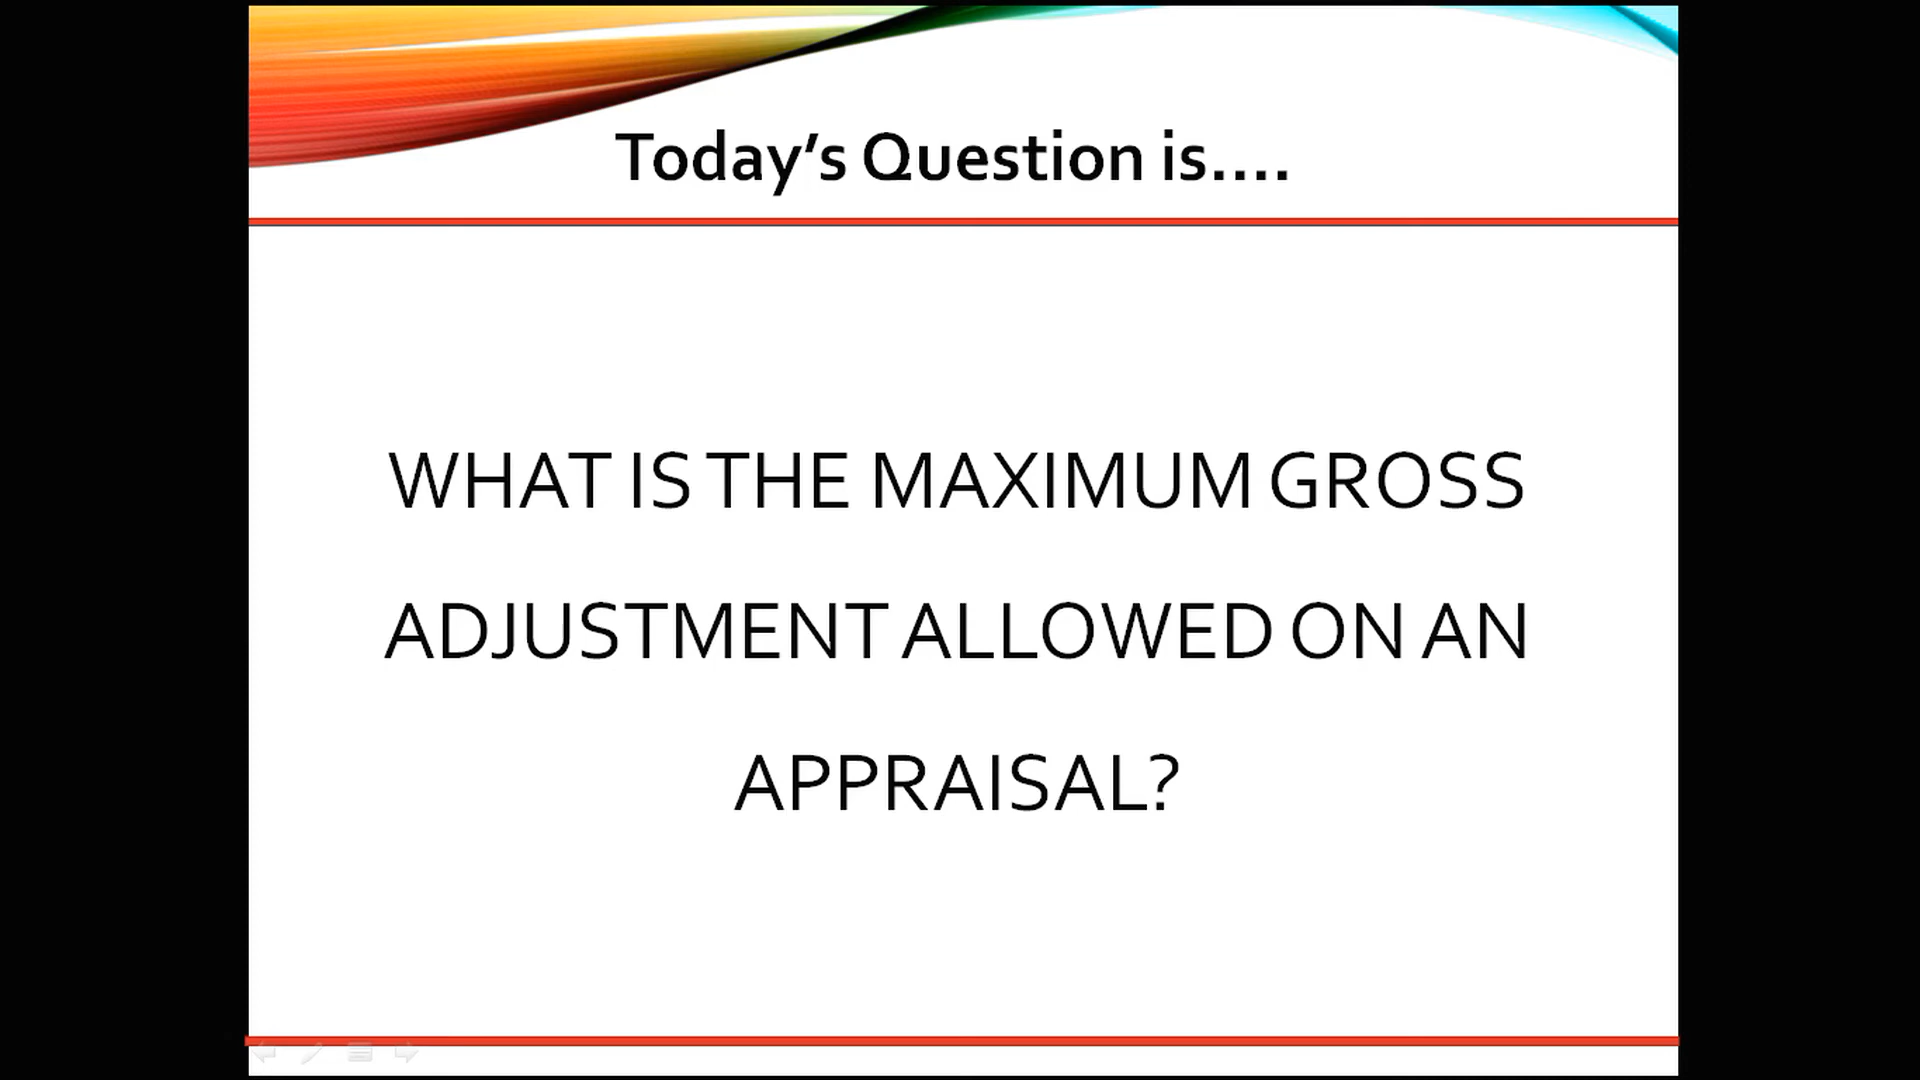 Today’s Question is....
WHAT IS THE MAXIMUM GROSS
ADJUSTMENT ALLOWED ON AN
APPRAISAL?